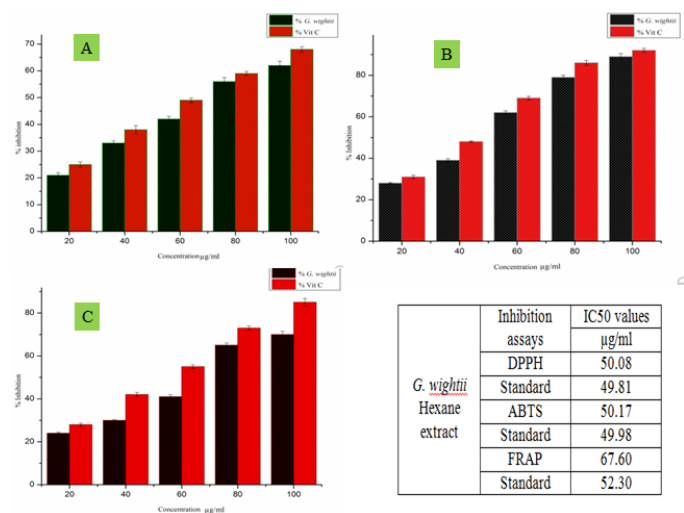 % G. wightii
% Vit C
A
70
60
50
40
30
20
10
0
% inhibition
20 40 60 80 100
Concentration μg/ml
% G. wightii
% Vit C
B
80
60
40
20
0
% Inhibition
20 40 60 80 100
Concentration μg/ml
% G. wightii
% Vit C
C
80
60
40
20
0
% Inhibition
20 40 60 80 100
Concentration μg/ml
G. wightii
Hexane
extract
Inhibition assays IC50 values μg/ml
DPPH 50.08
Standard 49.81
ABTS 50.17
Standard 49.98
FRAP 67.60
Standard 52.30